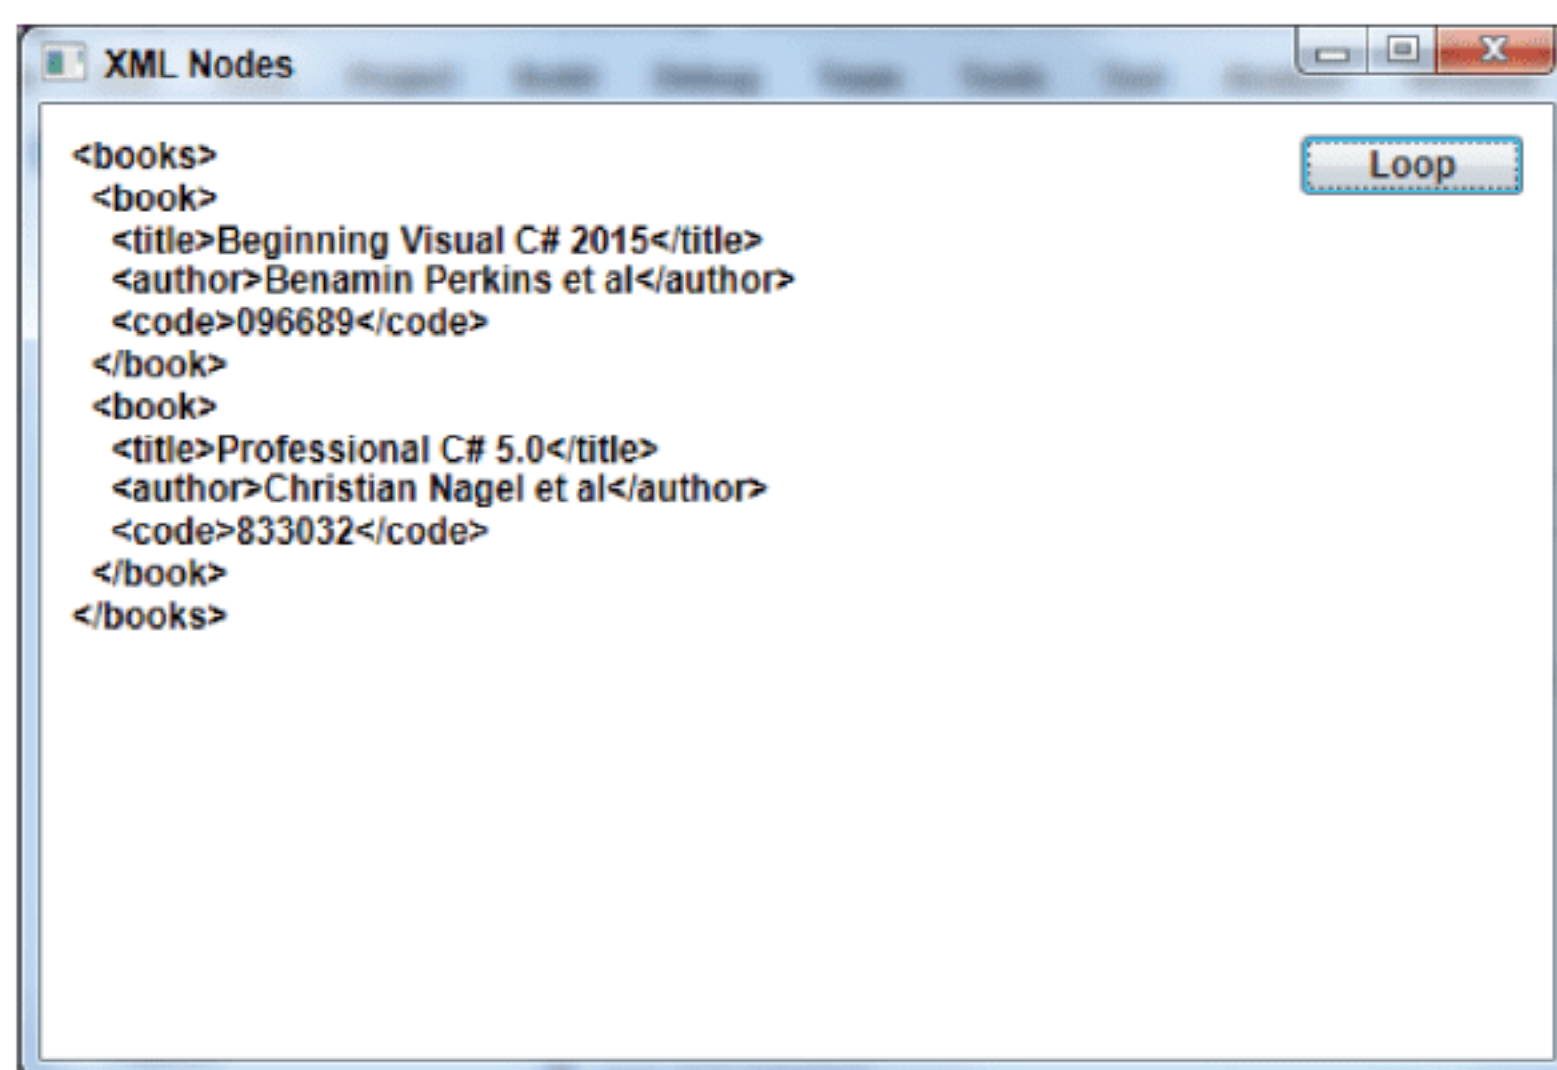 XML Nodes
Loop
<books>
<book>
<title>Beginning Visual C# 2015</title>
<author>Benamin Perkins et al</author>
<code>096689</code>
</book>
<book>
<title>Professional C# 5.0</title>
<author>Christian Nagel et al</author>
<code>833032</code>
</book>
</books>